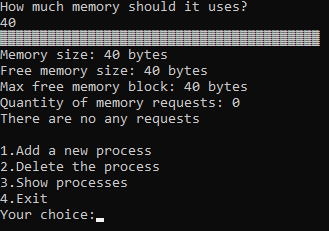 How much memory should it uses?
40
Memory size: 40 bytes
Free memory size: 40 bytes
Max free memory block: 40 bytes
Quantity of memory requests: 0
There are no any requests
1.Add a new process
2.Delete the process
3.Show processes
4.Exit
Your choice: